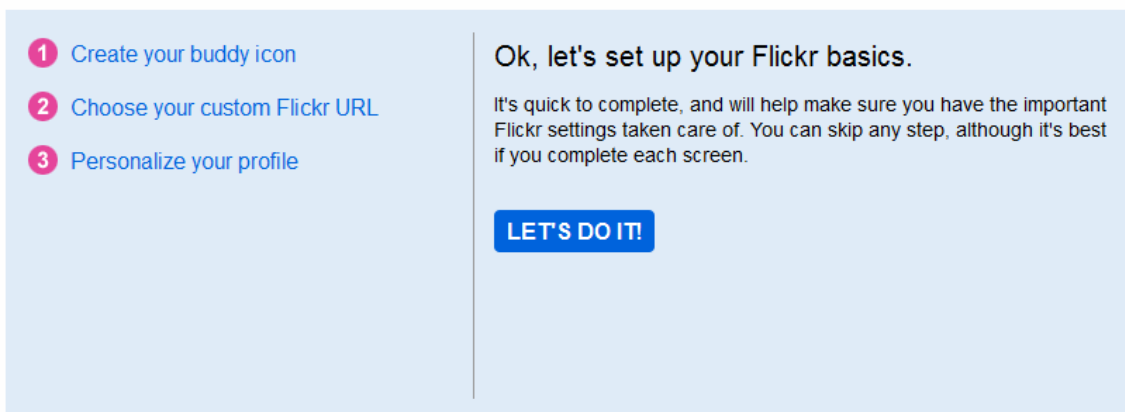 1 Create your buddy icon
2 Choose your custom Flickr URL
3 Personalize your profile
Ok, let's set up your Flickr basics.
It's quick to complete, and will help make sure you have the important
Flickr settings taken care of. You can skip any step, although it's best
if you complete each screen.
LET'S DO IT!